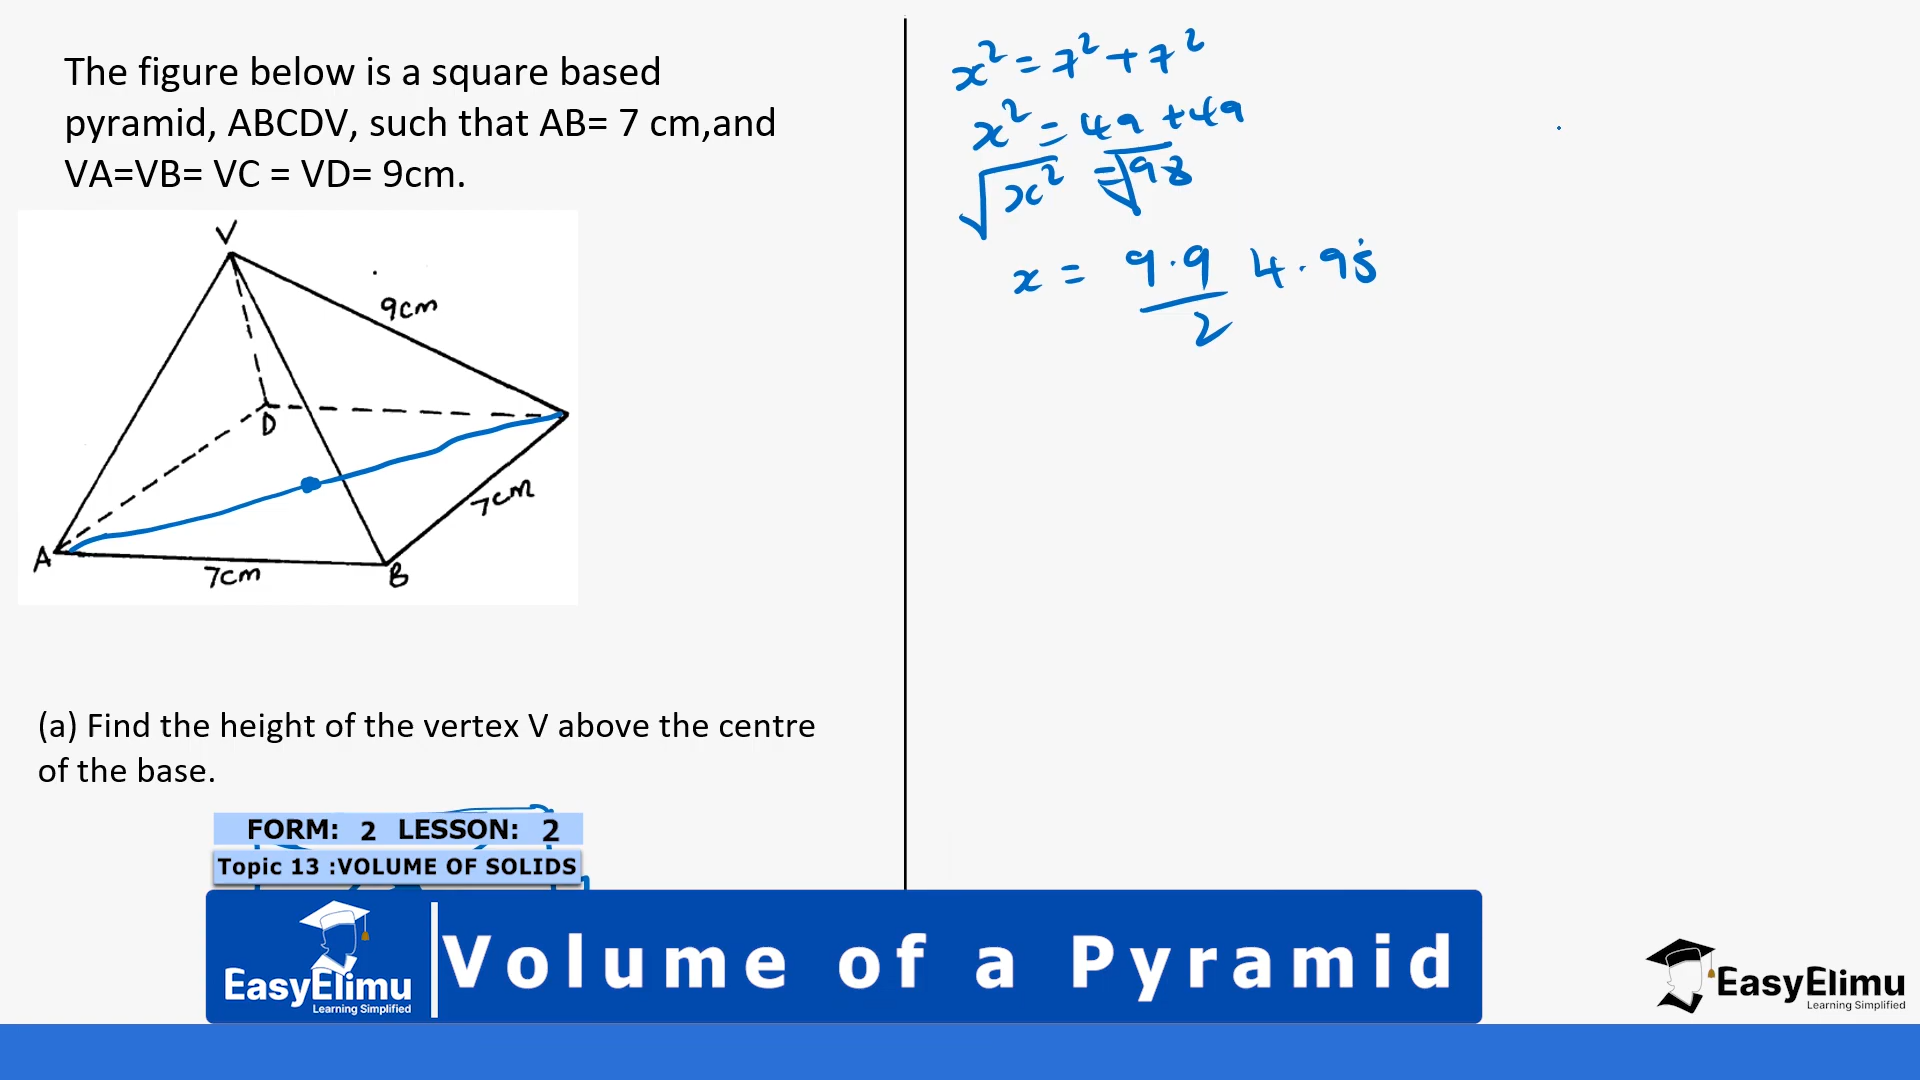 The figure below is a square based
pyramid, ABCDV, such that AB= 7 cm,and
VA=VB= VC = VD= 9cm.
V
9cm
D
7cm
A
7cm
B
(a) Find the height of the vertex V above the centre
of the base.
x² = 7² + 7²
x² = 49 + 49
√x² = √98
x = 9.9/2 4.95
FORM: 2 LESSON: 2
Topic 13 :VOLUME OF SOLIDS
EasyElimu
Learning Simplified
Volume of a Pyramid
EasyElimu
Learning Simplified